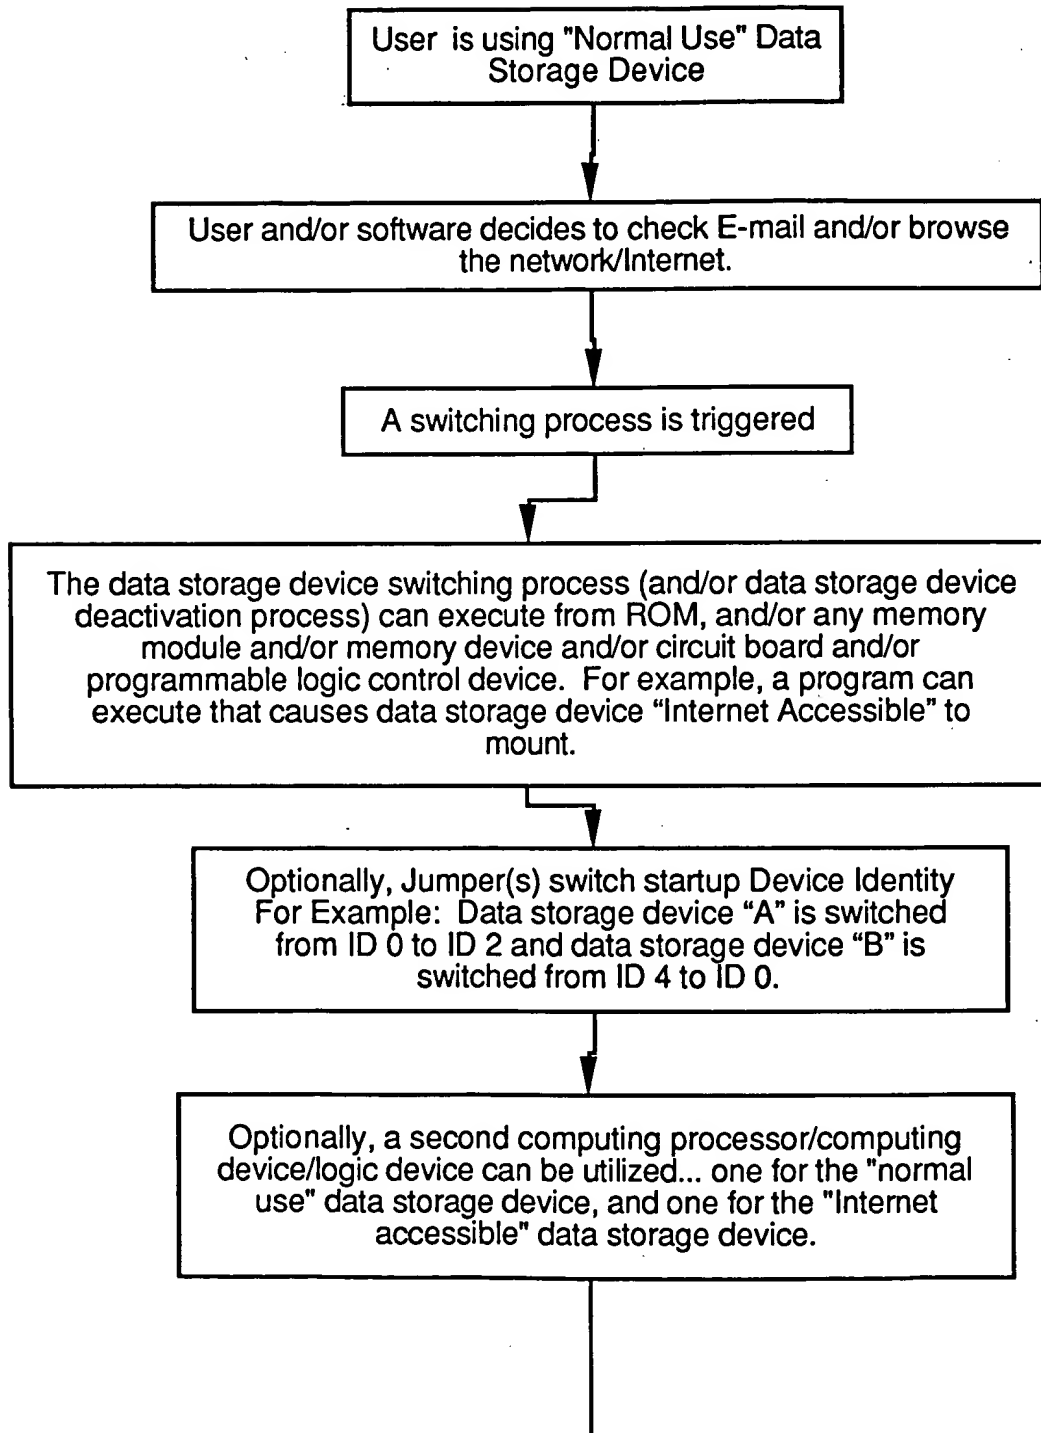 User is using "Normal Use" Data
Storage Device
User and/or software decides to check E-mail and/or browse
the network/Internet.
A switching process is triggered
The data storage device switching process (and/or data storage device
deactivation process) can execute from ROM, and/or any memory
module and/or memory device and/or circuit board and/or
programmable logic control device. For example, a program can
execute that causes data storage device “Internet Accessible” to
mount.
Optionally, Jumper(s) switch startup Device Identity
For Example: Data storage device “A” is switched
from ID 0 to ID 2 and data storage device “B” is
switched from ID 4 to ID 0.
Optionally, a second computing processor/computing
device/logic device can be utilized... one for the "normal
use" data storage device, and one for the "Internet
accessible" data storage device.